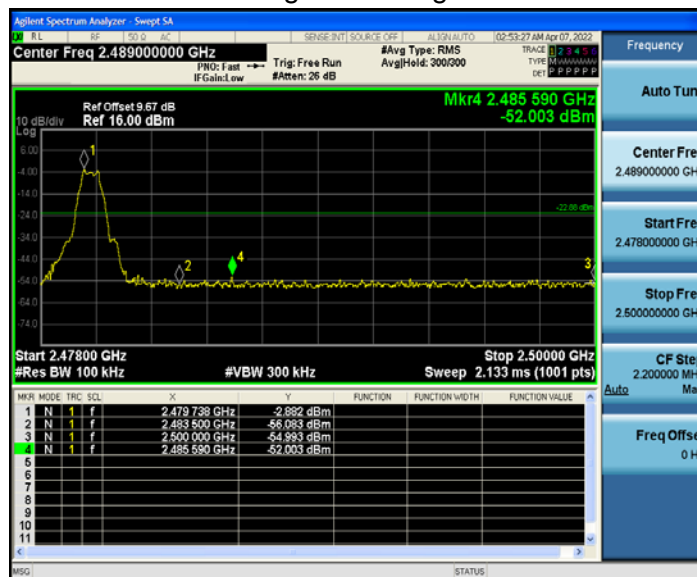 Agilent Spectrum Analyzer - Swept SA
RL RF 50 Ω AC SENSE:INT SOURCE OFF ALIGN AUTO 02:53:27 AM Apr 07, 2022
Center Freq 2.489000000 GHz
PNO: Fast
IFGain:Low
Trig: Free Run
#Atten: 26 dB
#Avg Type: RMS
Avg|Hold: 300/300
TRACE 1 2 3 4 5 6
TYPE M
DET P P P P P P
Ref Offset 9.67 dB
Ref 16.00 dBm
10 dB/div
Log
Mkr4 2.485 590 GHz
-52.003 dBm
6.00
-4.00
-14.0
-24.0
-34.0
-44.0
-54.0
-64.0
-74.0
1
2
4
3
Start 2.47800 GHz
Stop 2.50000 GHz
#Res BW 100 kHz
#VBW 300 kHz
Sweep 2.133 ms (1001 pts)
MKR MODE TRC SCL X Y FUNCTION FUNCTION WIDTH FUNCTION VALUE
1 N 1 f 2.479 738 GHz -2.882 dBm
2 N 1 f 2.483 500 GHz -56.083 dBm
3 N 1 f 2.500 000 GHz -54.993 dBm
4 N 1 f 2.485 590 GHz -52.003 dBm
5
6
7
8
9
10
11
MSG STATUS
Frequency
Auto Tun
Center Fre
2.489000000 GH
Start Fre
2.478000000 GH
Stop Fre
2.500000000 GH
CF Ste
2.200000 MH
Auto Ma
Freq Offse
0 H